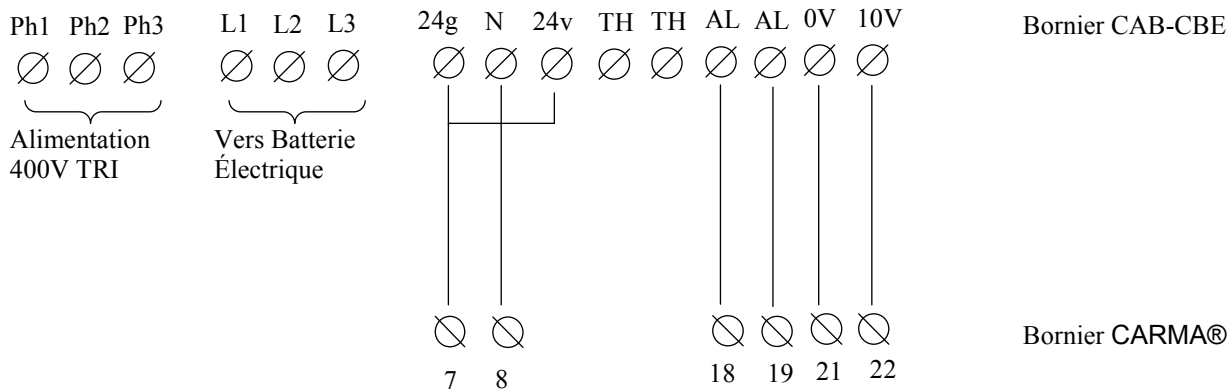 Ph1 Ph2 Ph3 L1 L2 L3 24g N 24v TH TH AL AL 0V 10V Bornier CAB-CBE
Alimentation
400V TRI
Vers Batterie
Électrique
Bornier CARMA®
7 8 18 19 21 22